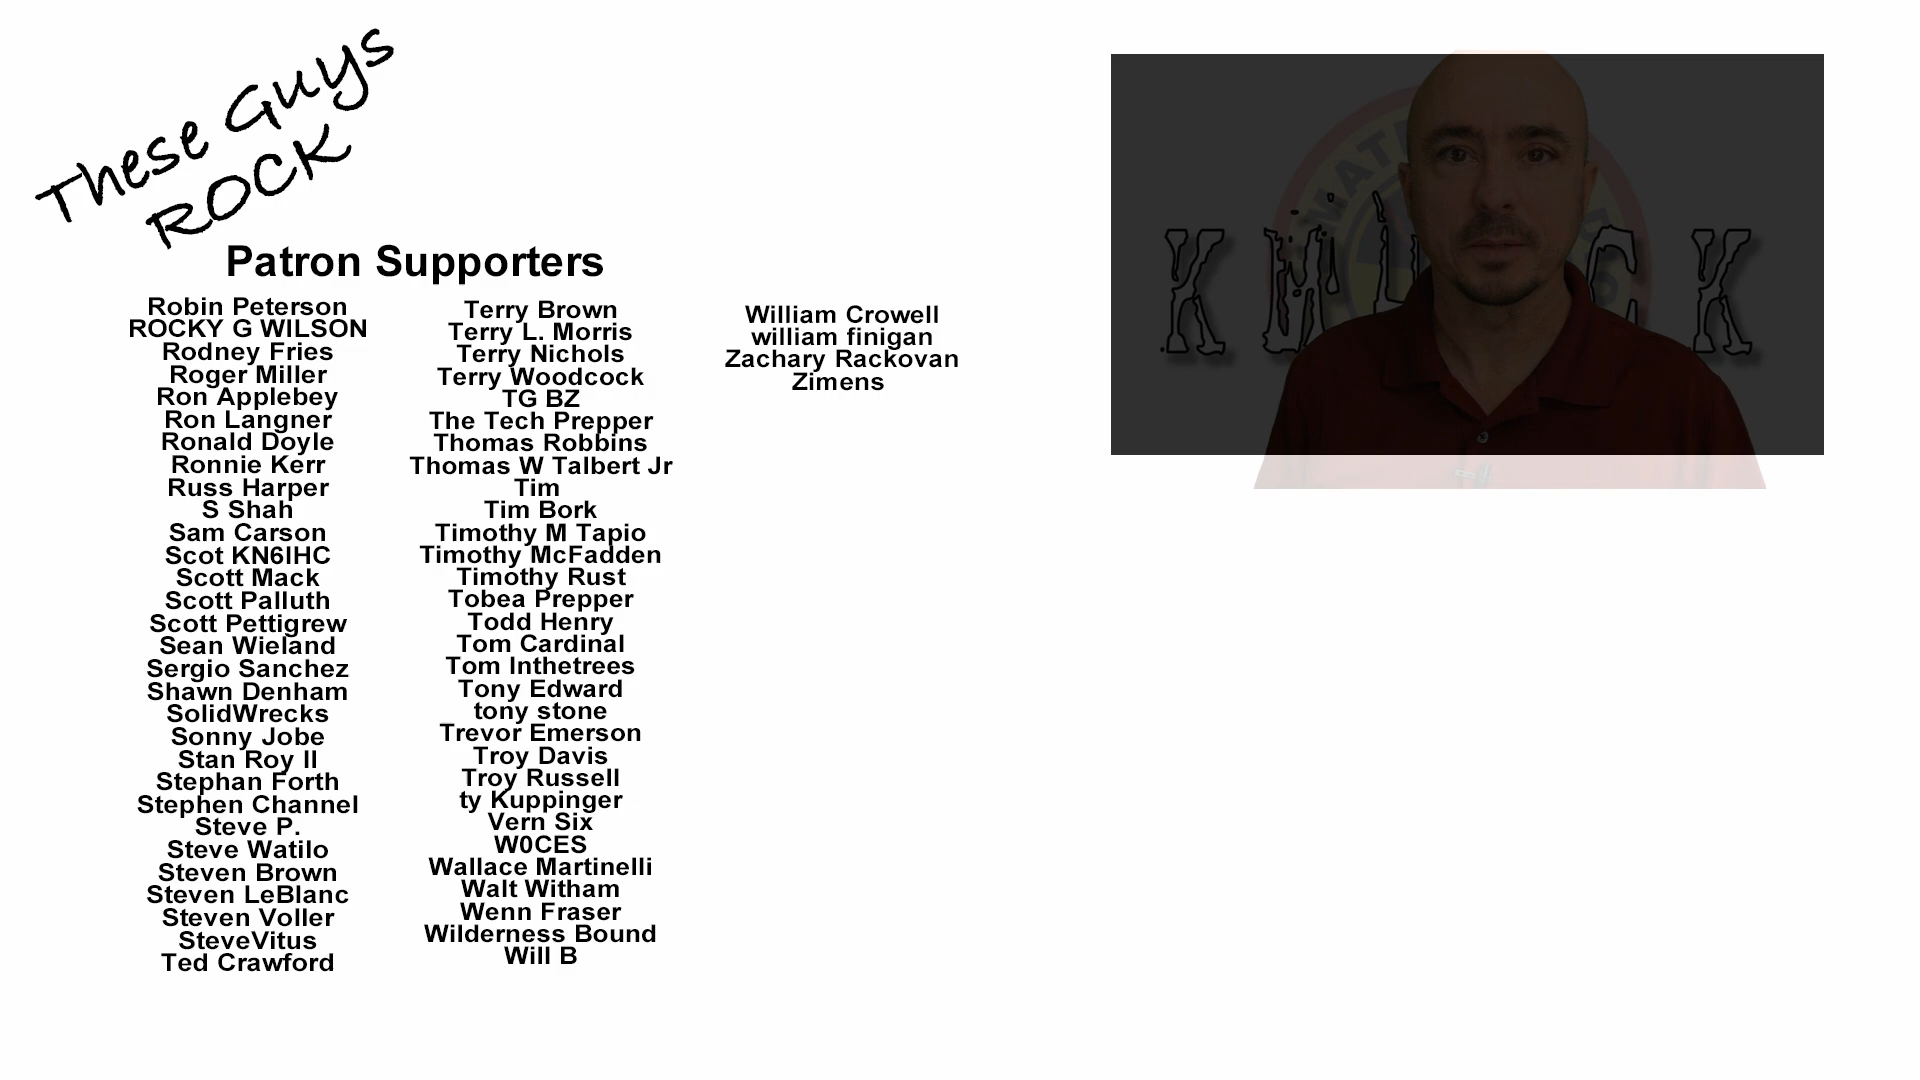 These Guys
ROCK
Patron Supporters
Robin Peterson
ROCKY G WILSON
Rodney Fries
Roger Miller
Ron Applebey
Ron Langner
Ronald Doyle
Ronnie Kerr
Russ Harper
S Shah
Sam Carson
Scot KN6IHC
Scott Mack
Scott Palluth
Scott Pettigrew
Sean Wieland
Sergio Sanchez
Shawn Denham
SolidWrecks
Sonny Jobe
Stan Roy II
Stephan Forth
Stephen Channel
Steve P.
Steve Watilo
Steven Brown
Steven LeBlanc
Steven Voller
SteveVitus
Ted Crawford
Terry Brown
Terry L. Morris
Terry Nichols
Terry Woodcock
TG BZ
The Tech Prepper
Thomas Robbins
Thomas W Talbert Jr
Tim
Tim Bork
Timothy M Tapio
Timothy McFadden
Timothy Rust
Tobea Prepper
Todd Henry
Tom Cardinal
Tom Inthetrees
Tony Edward
tony stone
Trevor Emerson
Troy Davis
Troy Russell
ty Kuppinger
Vern Six
W0CES
Wallace Martinelli
Walt Witham
Wenn Fraser
Wilderness Bound
Will B
William Crowell
william finigan
Zachary Rackovan
Zimens